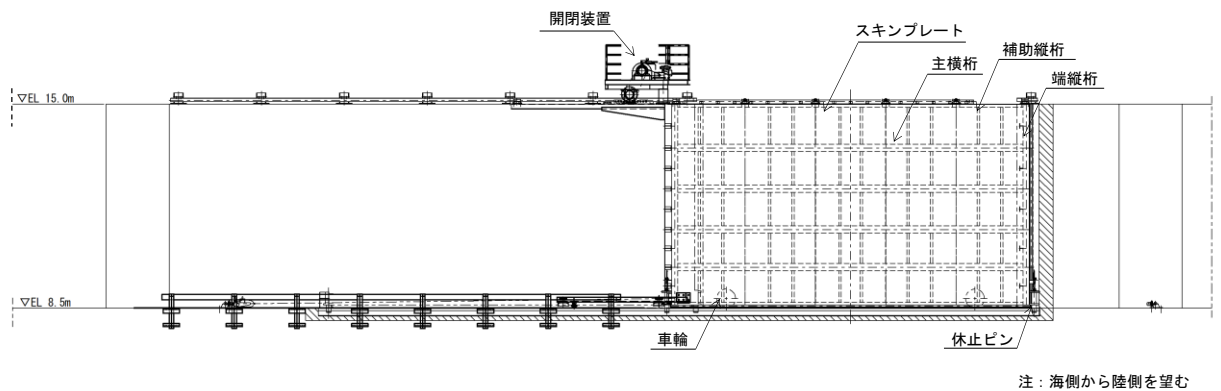 開閉装置
スキンプレート
補助縦桁
主横桁
端縦桁
▽EL 15.0m
▽EL 8.5m
車輪
休止ピン
注：海側から陸側を望む